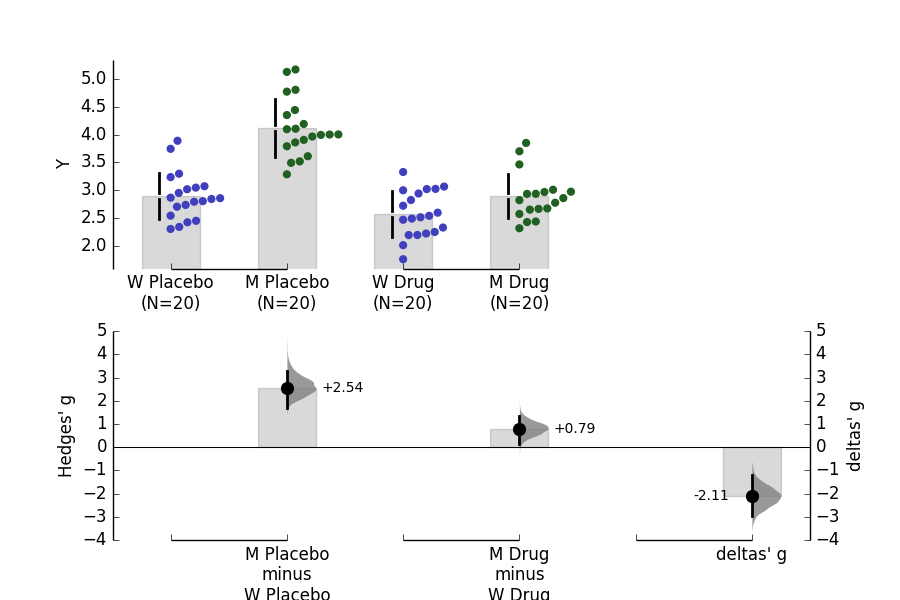 5.0
4.5
4.0
3.5
3.0
2.5
2.0
Y
W Placebo
(N=20)
M Placebo
(N=20)
W Drug
(N=20)
M Drug
(N=20)
5
4
3
2
1
0
−1
−2
−3
−4
Hedges' g
+2.54
+0.79
-2.11
5
4
3
2
1
0
−1
−2
−3
−4
deltas' g
M Placebo
minus
W Placebo
M Drug
minus
W Drug
deltas' g